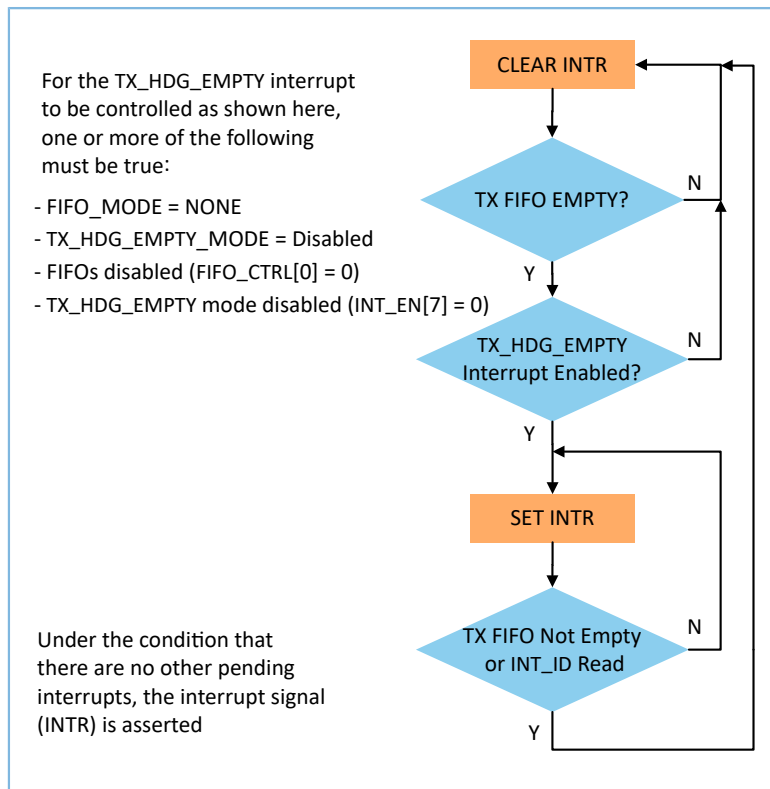 For the TX_HDG_EMPTY interrupt
to be controlled as shown here,
one or more of the following
must be true:
- FIFO_MODE = NONE
- TX_HDG_EMPTY_MODE = Disabled
- FIFOs disabled (FIFO_CTRL[0] = 0)
- TX_HDG_EMPTY mode disabled (INT_EN[7] = 0)
CLEAR INTR
TX FIFO EMPTY?
N
Y
TX_HDG_EMPTY
Interrupt Enabled?
N
Y
SET INTR
TX FIFO Not Empty
or INT_ID Read
N
Y
Under the condition that
there are no other pending
interrupts, the interrupt signal
(INTR) is asserted